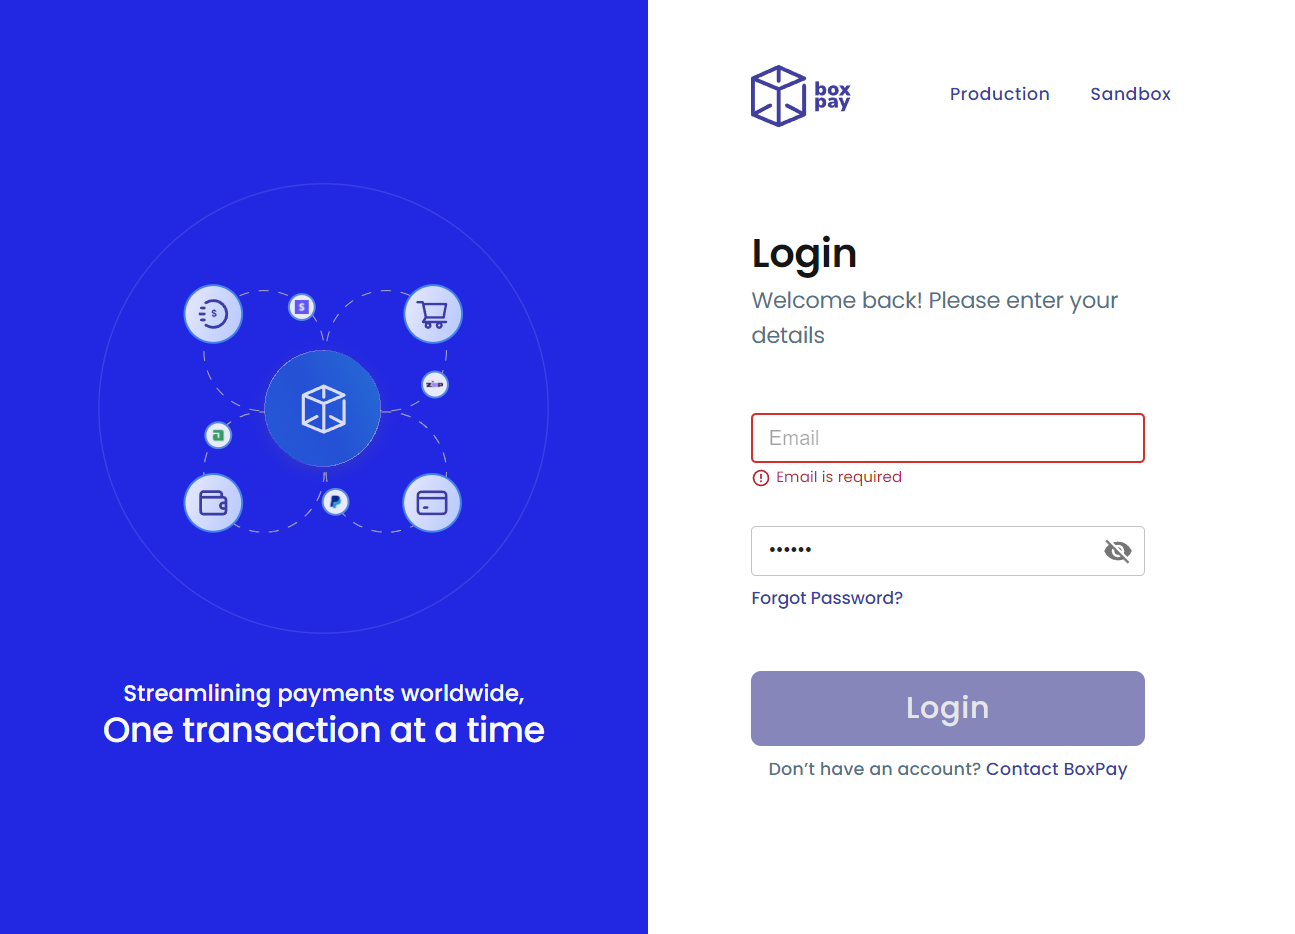 box
pay
Production
Sandbox
Login
Welcome back! Please enter your
details
Email
Email is required
••••••
Forgot Password?
Login
Don’t have an account? Contact BoxPay
$
$
zip
Streamlining payments worldwide,
One transaction at a time